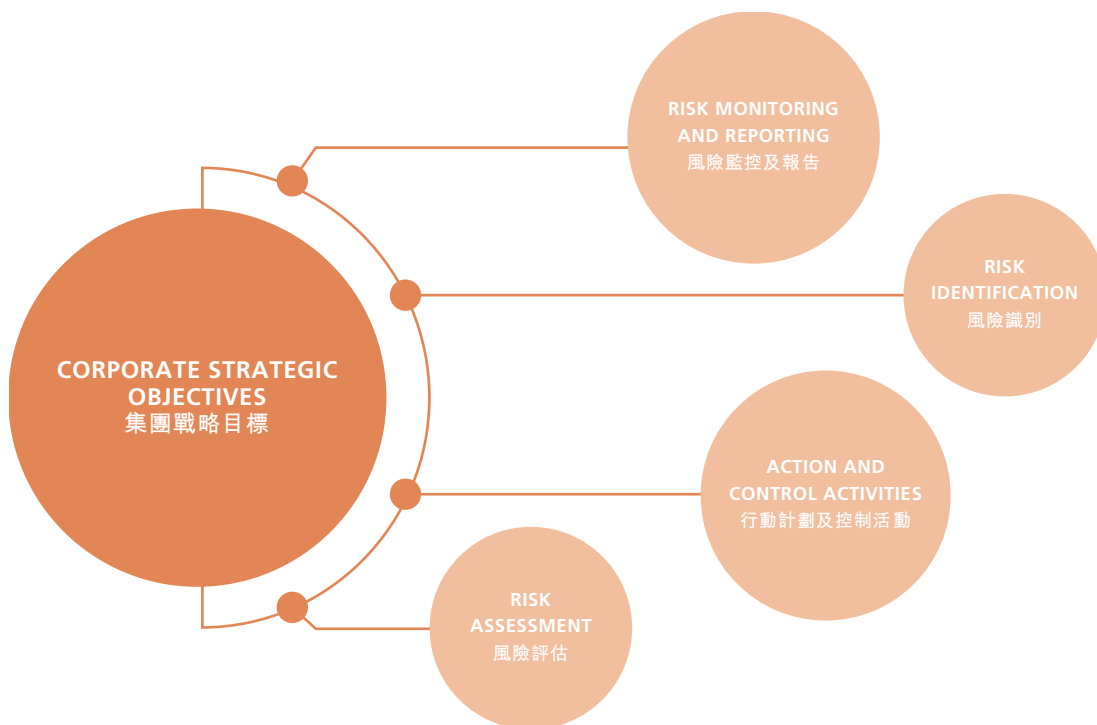 RISK MONITORING
AND REPORTING
風險監控及報告
RISK
IDENTIFICATION
風險識別
CORPORATE STRATEGIC
OBJECTIVES
集團戰略目標
ACTION AND
CONTROL ACTIVITIES
行動計劃及控制活動
RISK
ASSESSMENT
風險評估